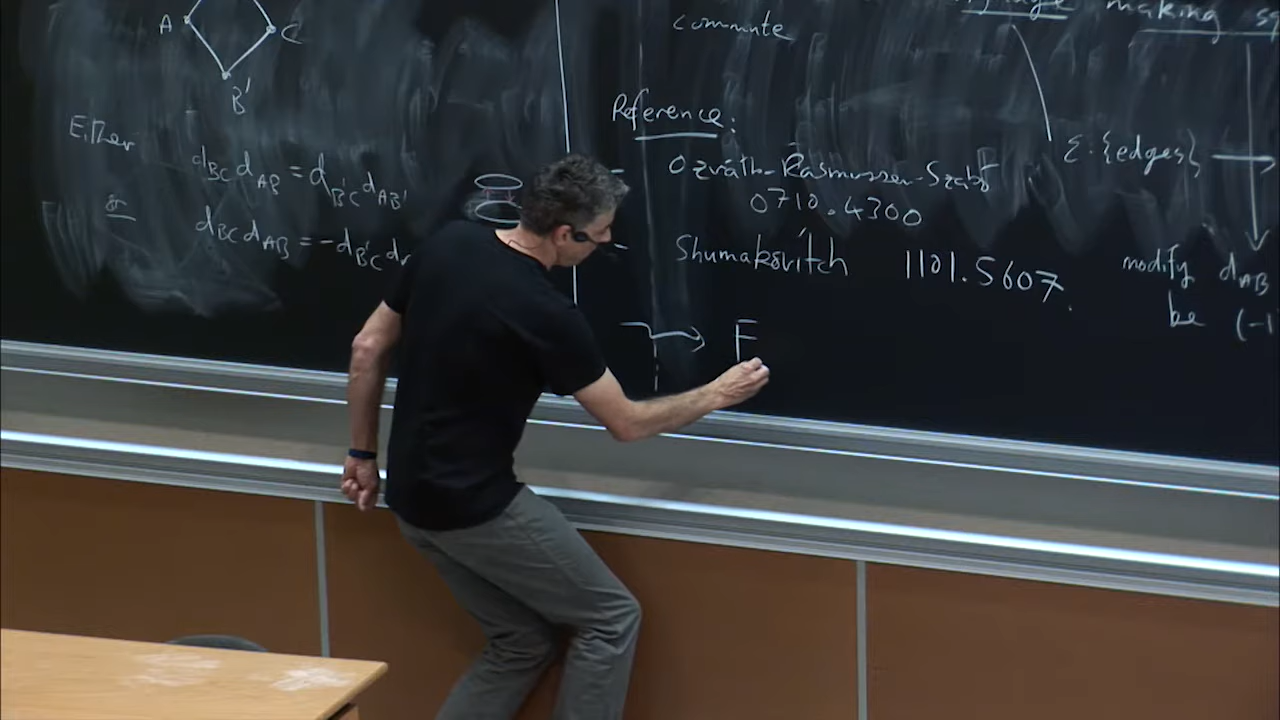 A
C
B'
Either
d_BC d_AB = d_B'C d_AB'
or
d_BC d_AB = -d_B'C d
commute
making
Reference:
Ozváth-Rasmussen-Szabó
0710.4300
Shumakovitch 1101.5607.
E:{edges} →
modify d_AB
be (-1
→ F